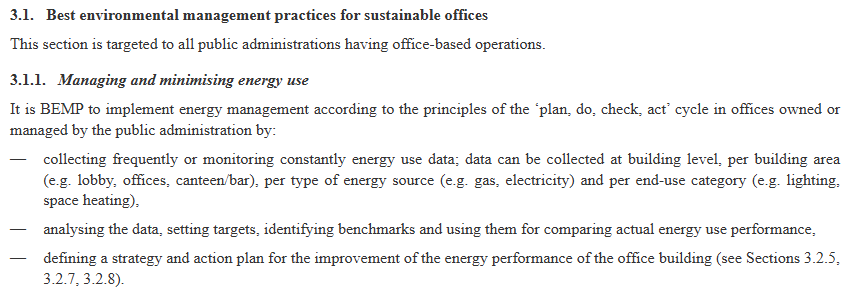 3.1. Best environmental management practices for sustainable offices
This section is targeted to all public administrations having office-based operations.
3.1.1. Managing and minimising energy use
It is BEMP to implement energy management according to the principles of the ‘plan, do, check, act’ cycle in offices owned or
managed by the public administration by:
— collecting frequently or monitoring constantly energy use data; data can be collected at building level, per building area
(e.g. lobby, offices, canteen/bar), per type of energy source (e.g. gas, electricity) and per end-use category (e.g. lighting,
space heating),
— analysing the data, setting targets, identifying benchmarks and using them for comparing actual energy use performance,
— defining a strategy and action plan for the improvement of the energy performance of the office building (see Sections 3.2.5,
3.2.7, 3.2.8).